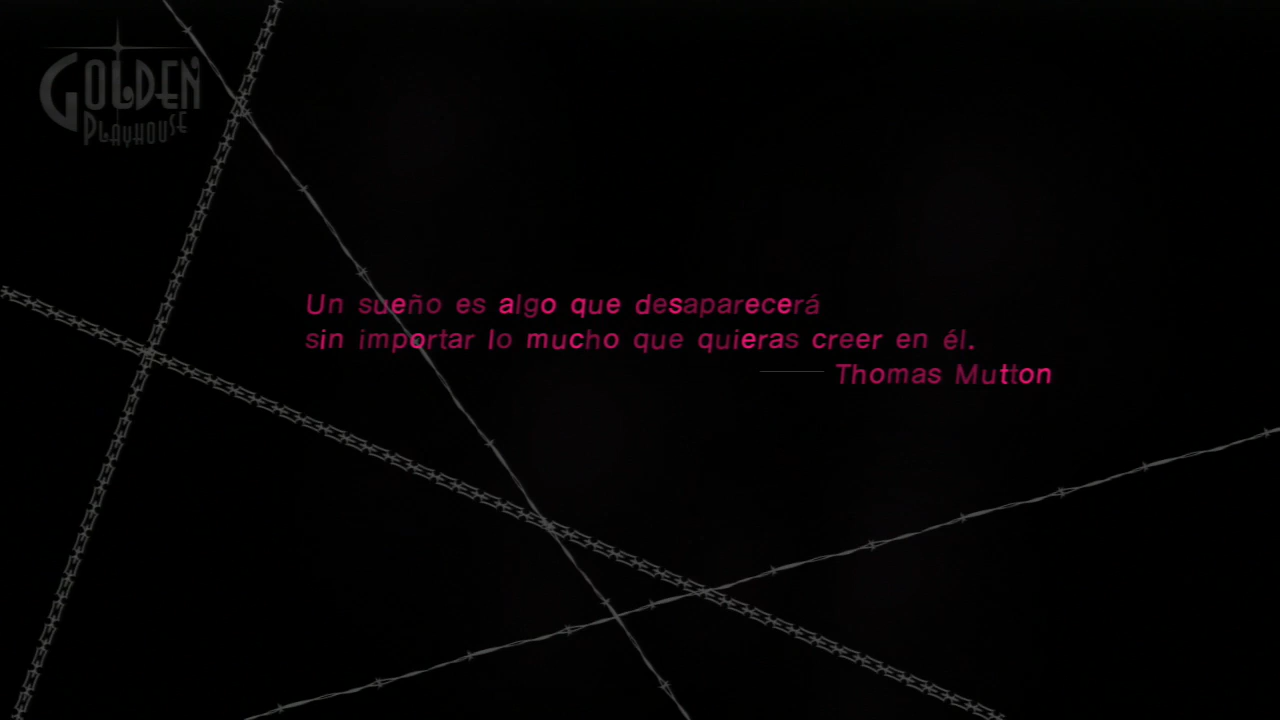 GOLDEN
PLAYHOUSE
Un sueño es algo que desaparecerá
sin importar lo mucho que quieras creer en él.
Thomas Mutton